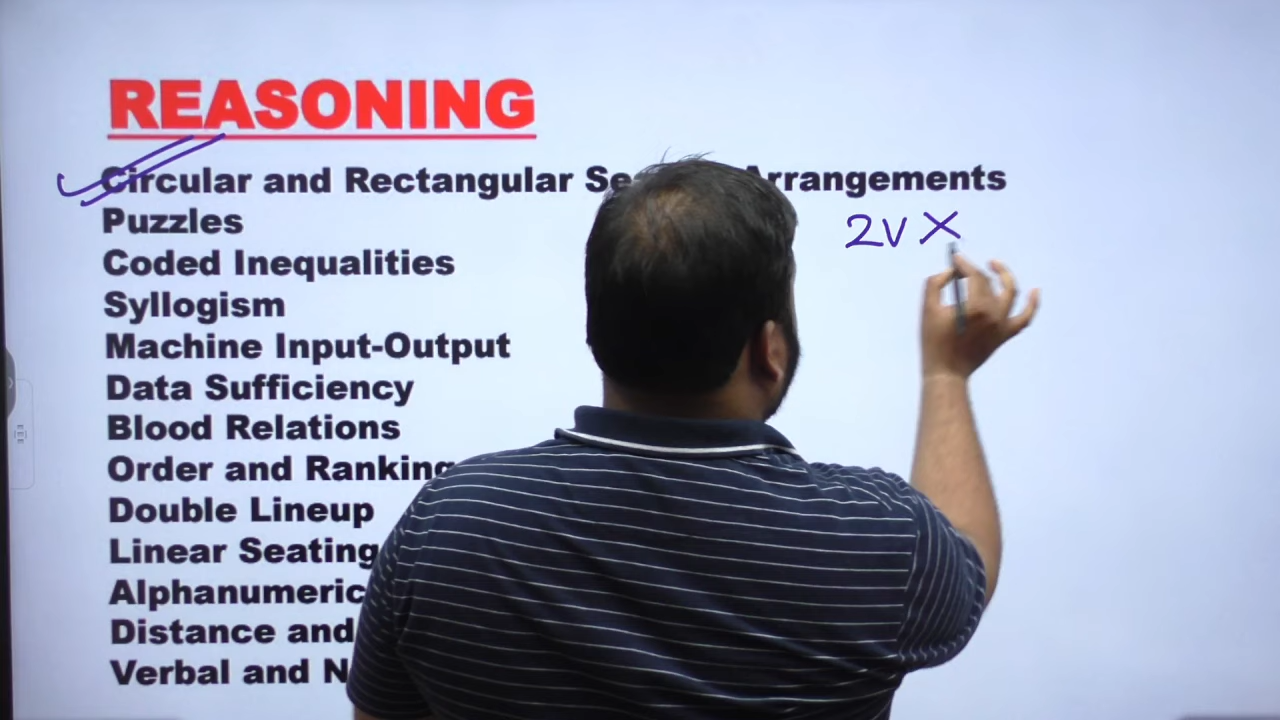 REASONING
Circular and Rectangular Arrangements
Puzzles
2V X
Coded Inequalities
Syllogism
Machine Input-Output
Data Sufficiency
Blood Relations
Order and Ranking
Double Lineup
Linear Seating
Alphanumeric
Distance and
Verbal and